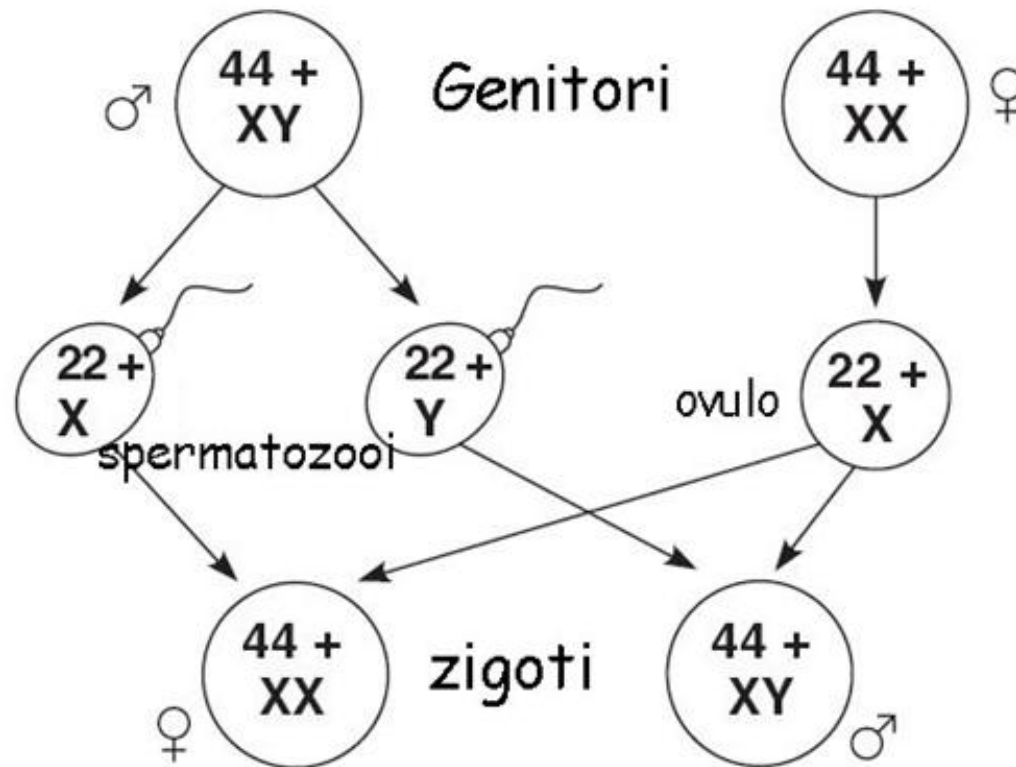 44 +
XY
Genitori
44 +
XX
22 +
X
22 +
Y
spermatozooi
ovulo
22 +
X
44 +
XX
zigoti
44 +
XY